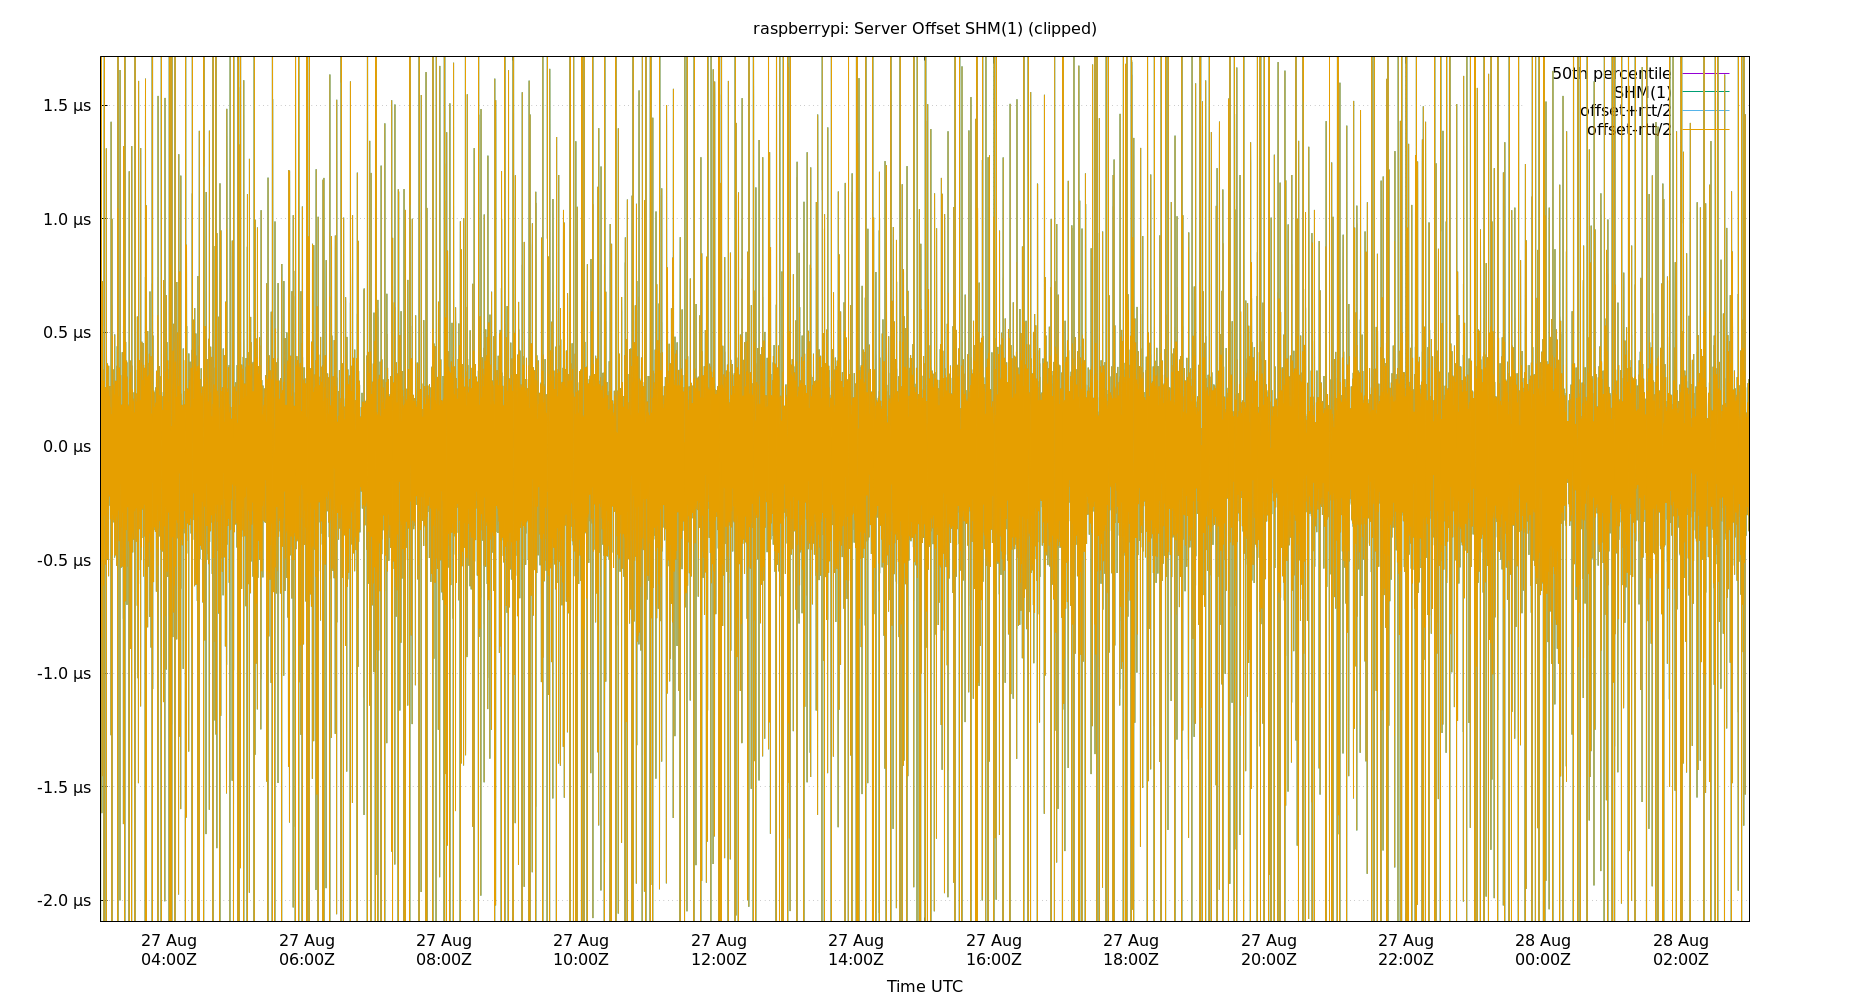 raspberrypi: Server Offset SHM(1) (clipped)
50th percentile
SHM(1)
offset+rtt/2
offset-rtt/2
1.5 µs
1.0 µs
0.5 µs
0.0 µs
-0.5 µs
-1.0 µs
-1.5 µs
-2.0 µs
27 Aug 27 Aug 27 Aug 27 Aug 27 Aug 27 Aug 27 Aug 27 Aug 27 Aug 27 Aug 28 Aug 28 Aug
04:00Z 06:00Z 08:00Z 10:00Z 12:00Z 14:00Z 16:00Z 18:00Z 20:00Z 22:00Z 00:00Z 02:00Z
Time UTC